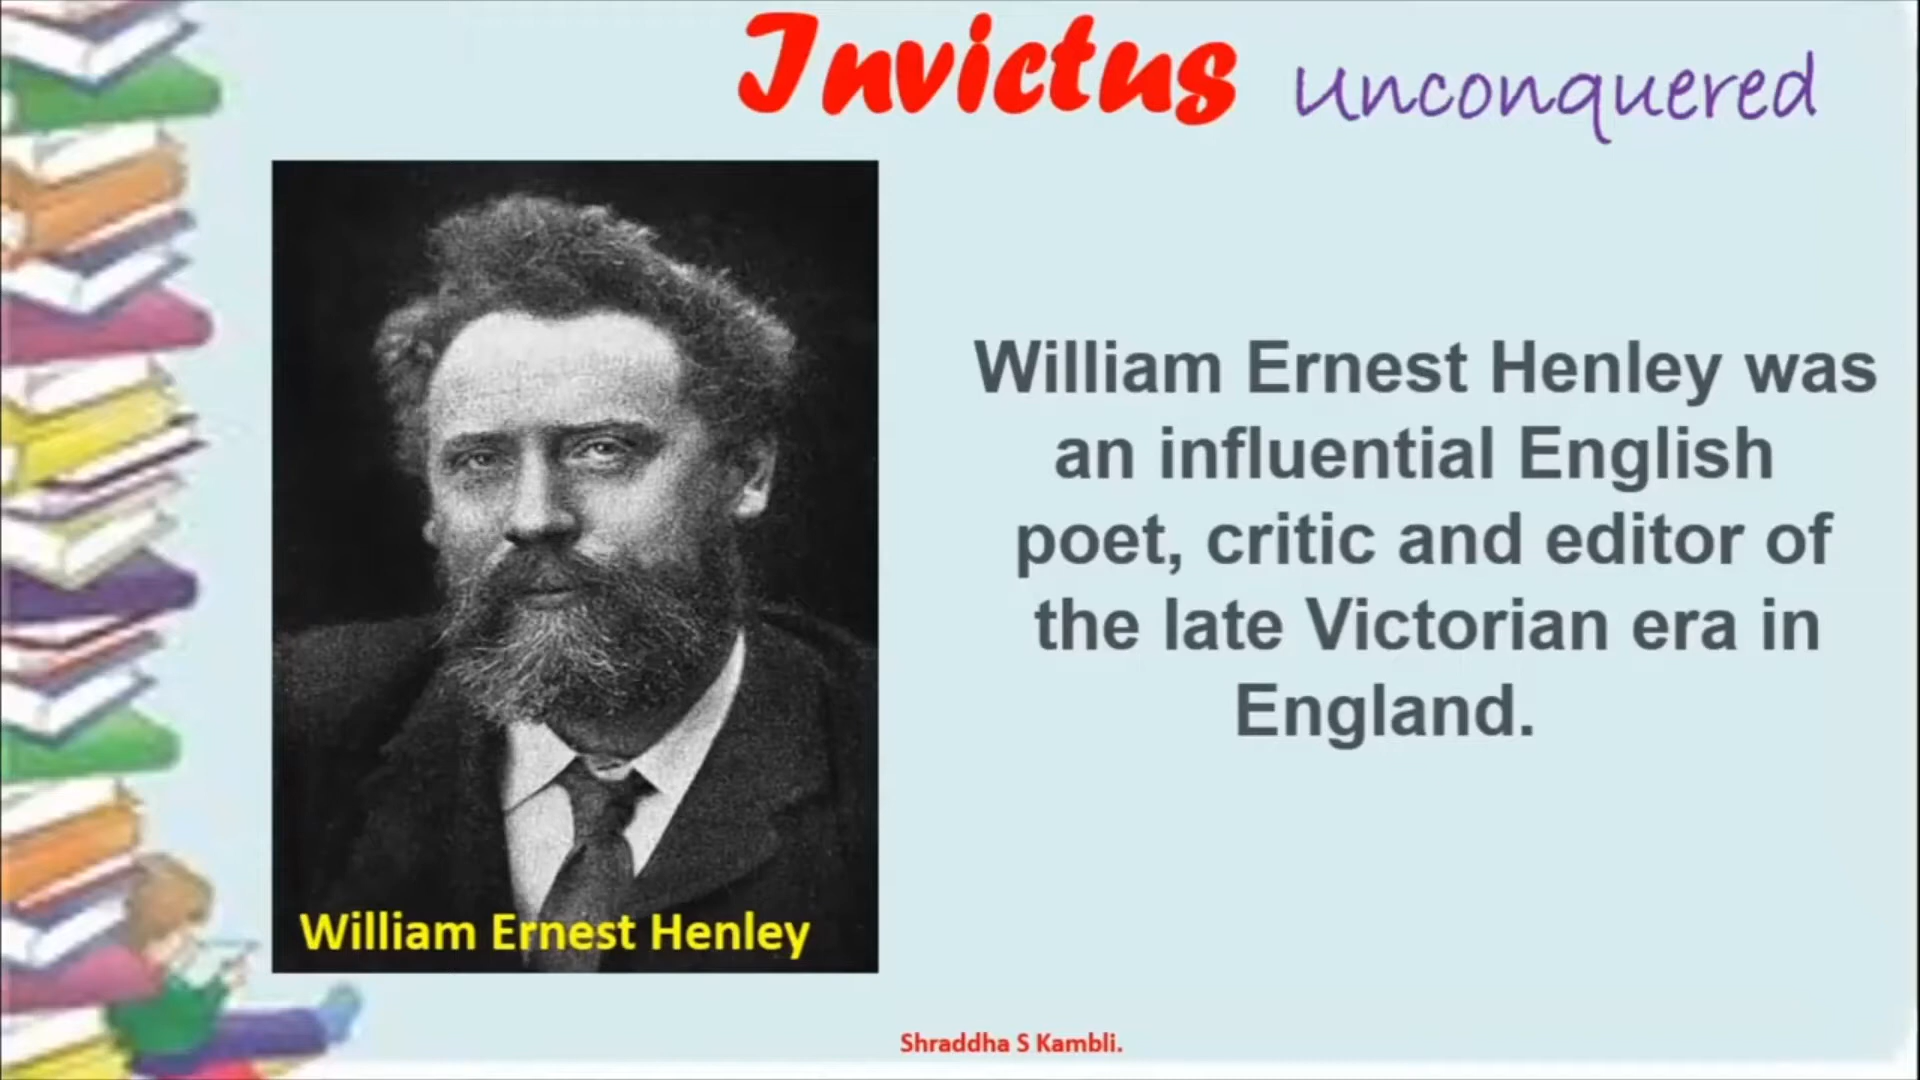 Invictus unconquered
William Ernest Henley was
an influential English
poet, critic and editor of
the late Victorian era in
England.
William Ernest Henley
Shraddha S Kambli.